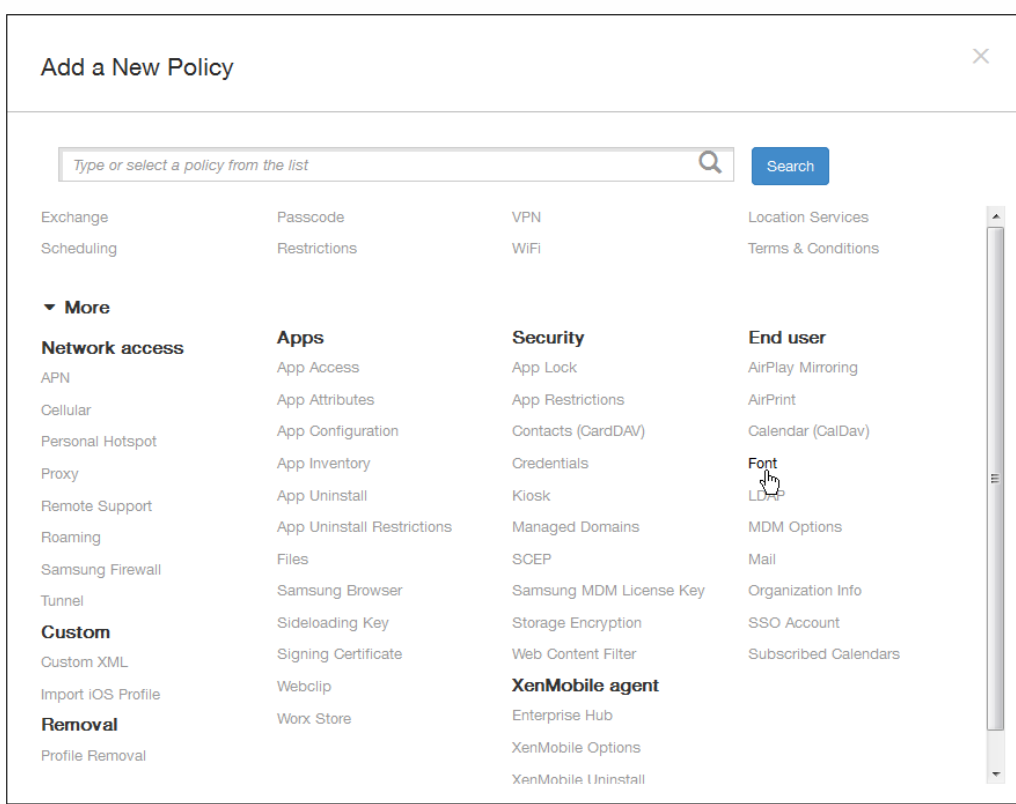 Add a New Policy
Type or select a policy from the list
Search
Exchange
Passcode
VPN
Location Services
Scheduling
Restrictions
WiFi
Terms & Conditions
More
Network access
APN
Cellular
Personal Hotspot
Proxy
Remote Support
Roaming
Samsung Firewall
Tunnel
Custom
Custom XML
Import iOS Profile
Removal
Profile Removal
Apps
App Access
App Attributes
App Configuration
App Inventory
App Uninstall
App Uninstall Restrictions
Files
Samsung Browser
Sideloading Key
Signing Certificate
Webclip
Worx Store
Security
App Lock
App Restrictions
Contacts (CardDAV)
Credentials
Kiosk
Managed Domains
SCEP
Samsung MDM License Key
Storage Encryption
Web Content Filter
XenMobile agent
Enterprise Hub
XenMobile Options
XenMobile Uninstall
End user
AirPlay Mirroring
AirPrint
Calendar (CalDav)
Font
LDAP
MDM Options
Mail
Organization Info
SSO Account
Subscribed Calendars